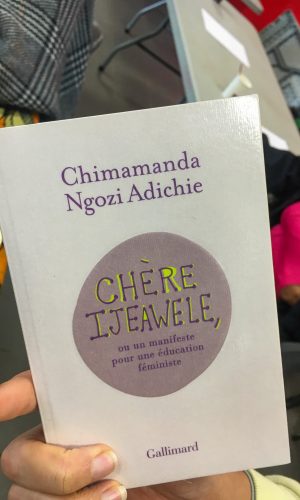 Chimamanda
Ngozi Adichie
CHÈRE
IJEAWELE,
ou un manifeste
pour une éducation
féministe
Gallimard